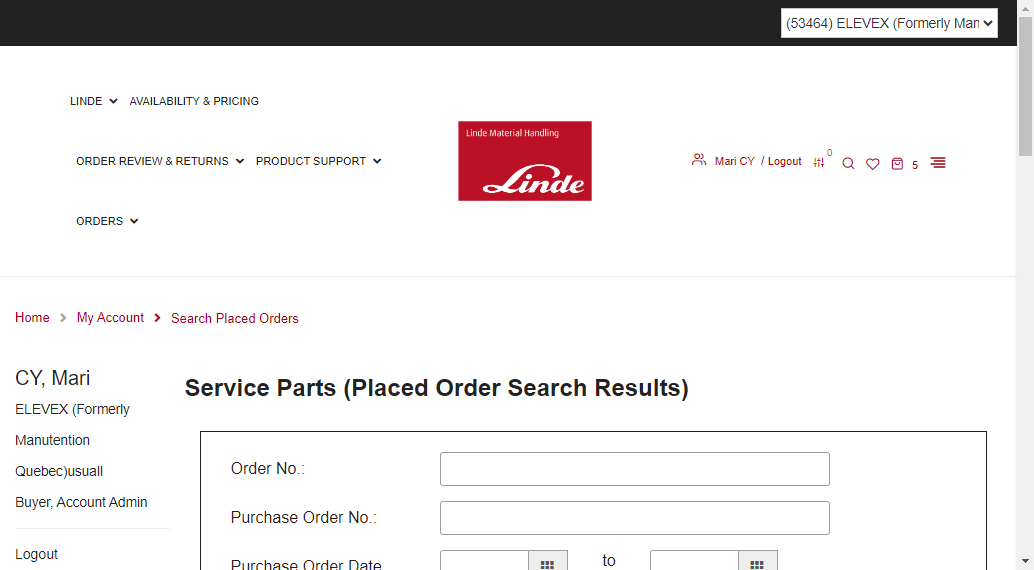 (53464) ELEVEX (Formerly Man
LINDE AVAILABILITY & PRICING
ORDER REVIEW & RETURNS PRODUCT SUPPORT
ORDERS
Linde Material Handling
Linde
Mari CY / Logout 0 5
Home My Account Search Placed Orders
CY, Mari
ELEVEX (Formerly
Manutention
Quebec)usuall
Buyer, Account Admin
Logout
Service Parts (Placed Order Search Results)
Order No.:
Purchase Order No.:
Purchase Order Date to